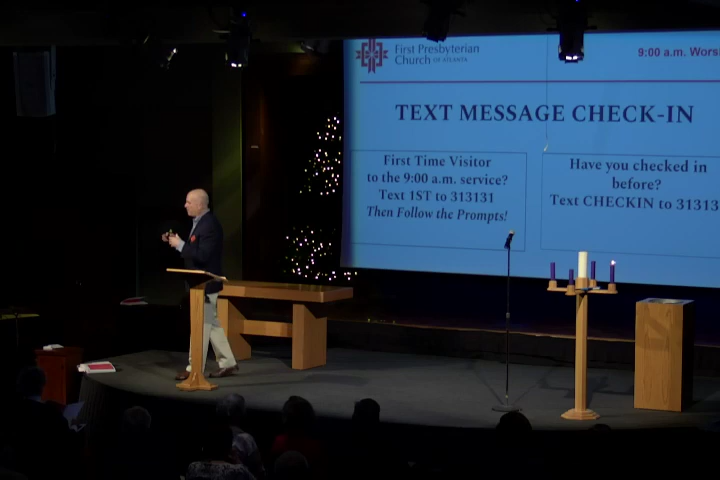 First Presbyterian
Church OF ATLANTA
9:00 a.m. Wors
TEXT MESSAGE CHECK-IN
First Time Visitor
to the 9:00 a.m. service?
Text 1ST to 313131
Then Follow the Prompts!
Have you checked in
before?
Text CHECKIN to 31313